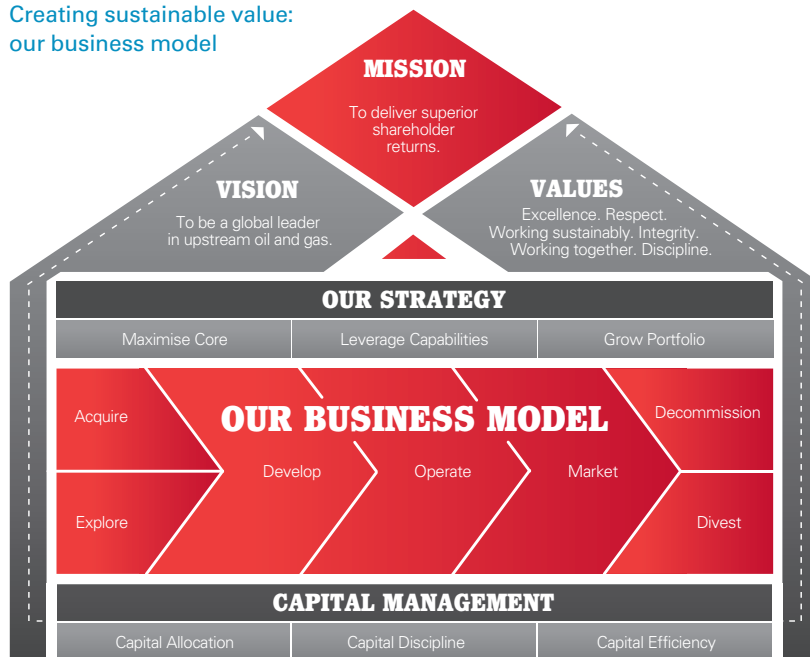 Creating sustainable value:
our business model
MISSION
To deliver superior
shareholder
returns.
VISION
To be a global leader
in upstream oil and gas.
VALUES
Excellence. Respect.
Working sustainably. Integrity.
Working together. Discipline.
OUR STRATEGY
Maximise Core
Leverage Capabilities
Grow Portfolio
OUR BUSINESS MODEL
Acquire
Explore
Develop
Operate
Market
Decommission
Divest
CAPITAL MANAGEMENT
Capital Allocation
Capital Discipline
Capital Efficiency